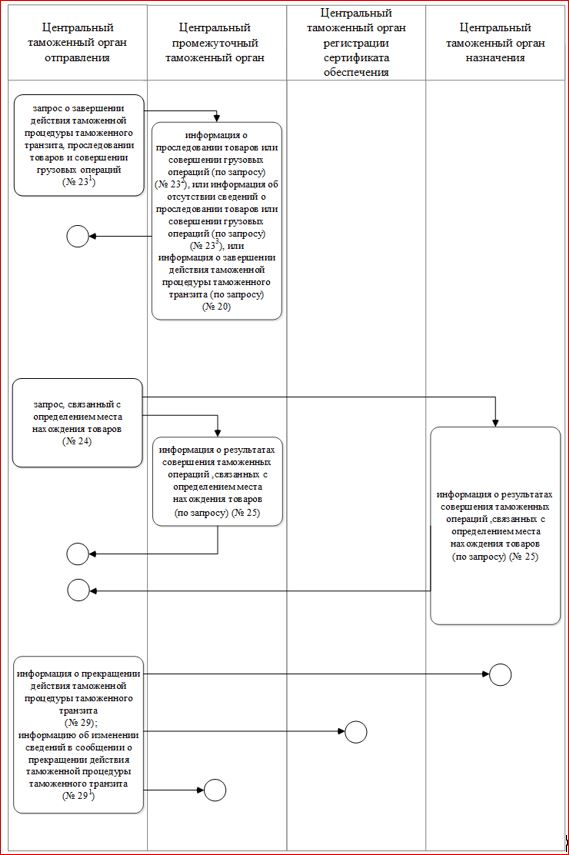 Центральный
таможенный орган
отправления
Центральный
промежуточный
таможенный орган
Центральный
таможенный орган
регистрации
сертификата
обеспечения
Центральный
таможенный орган
назначения
запрос о завершении
действия таможенной
процедуры таможенного
транзита, проследовании
товаров и совершении
грузовых операций
(№ 23¹)
информация о
проследовании товаров или
совершении грузовых
операций (по запросу)
(№ 23²), или информация об
отсутствии сведений о
проследовании товаров или
совершении грузовых
операций (по запросу)
(№ 23³), или
информация о завершении
действия таможенной
процедуры таможенного
транзита (по запросу)
(№ 20)
запрос, связанный с
определением места
нахождения товаров
(№ 24)
информация о результатах
совершения таможенных
операций ,связанных с
определением места
нахождения товаров
(по запросу) (№ 25)
информация о результатах
совершения таможенных
операций ,связанных с
определением места
нахождения товаров
(по запросу) (№ 25)
информация о прекращении
действия таможенной
процедуры таможенного
транзита
(№ 29);
информацию об изменении
сведений в сообщении о
прекращении действия
таможенной процедуры
таможенного транзита
(№ 29¹)